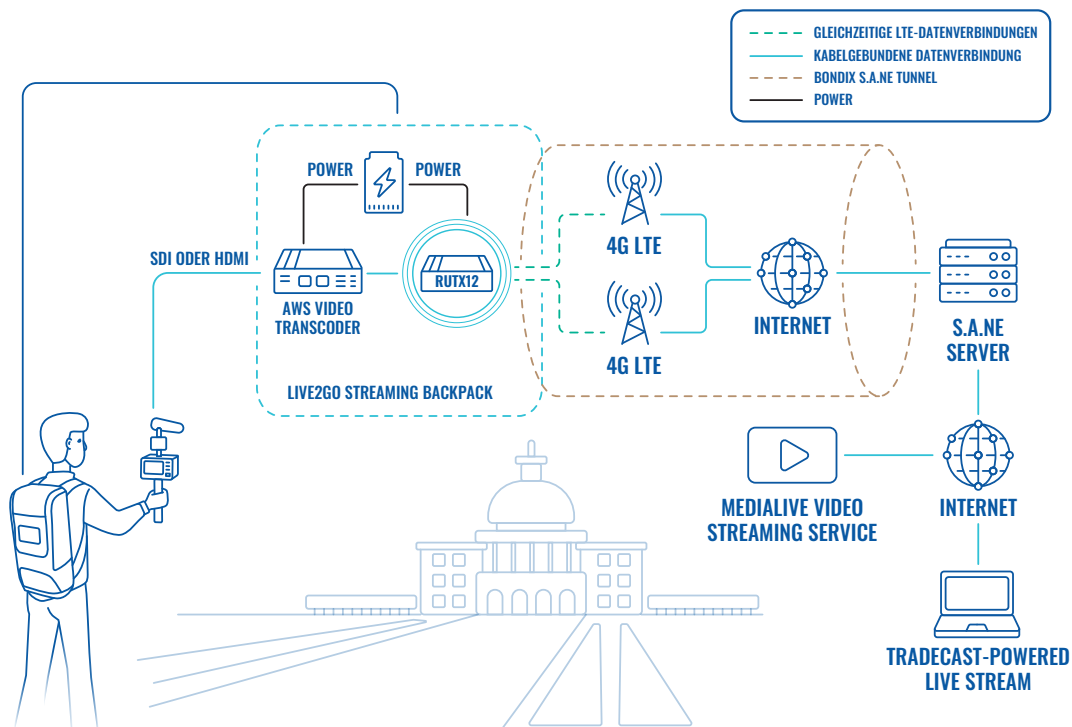 GLEICHZEITIGE LTE-DATENVERBINDUNGEN
KABELGEBUNDENE DATENVERBINDUNG
BONDIX S.A.NE TUNNEL
POWER
POWER
POWER
SDI ODER HDMI
RUTX12
AWS VIDEO
TRANSCODER
LIVE2GO STREAMING BACKPACK
4G LTE
4G LTE
INTERNET
S.A.NE
SERVER
MEDIALIVE VIDEO
STREAMING SERVICE
INTERNET
TRADECAST-POWERED
LIVE STREAM